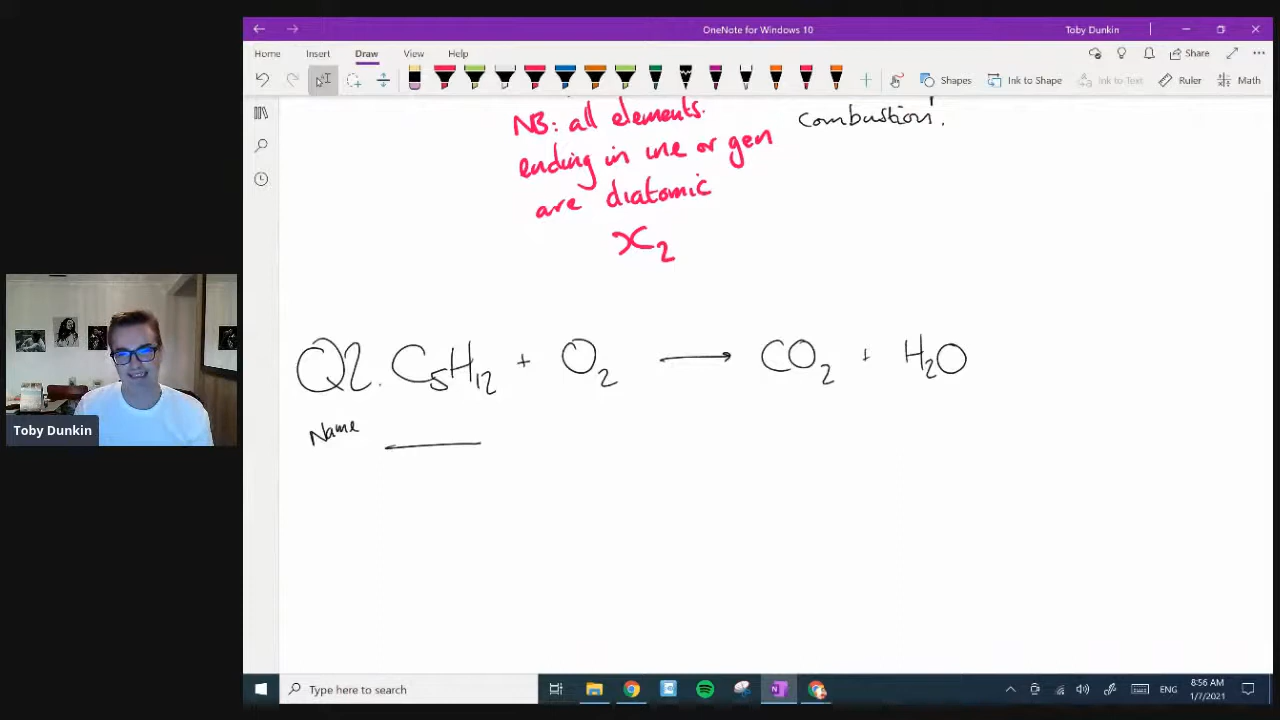 OneNote for Windows 10
Toby Dunkin
Home
Insert
Draw
View
Help
Share
Shapes
Ink to Shape
Ink to Text
Ruler
Math
NB: all elements.
ending in ine or gen
are diatomic
x₂
combustion!
Q2. C₅H₁₂ + O₂ → CO₂ + H₂O
Name
Toby Dunkin
Type here to search
ENG
8:56 AM
1/7/2021